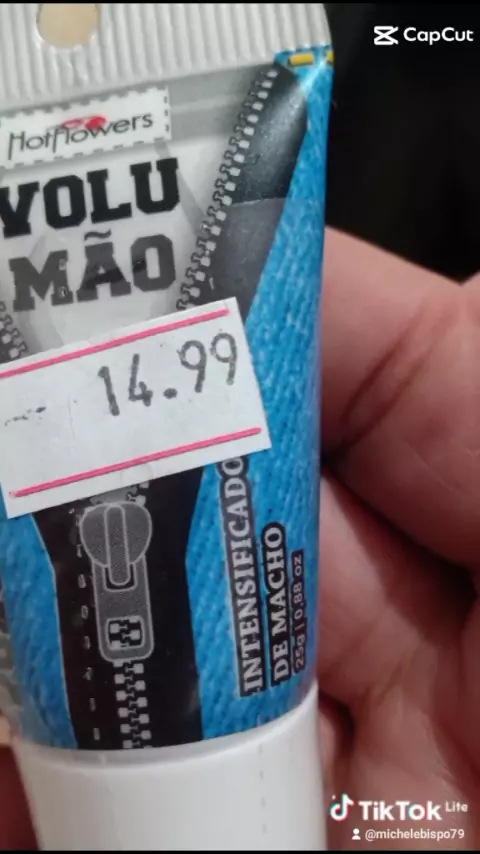 CapCut
HotFlowers
VOLU
MÃO
14.99
INTENSIFICADO
DE MACHO
25g | 0,88 oz
TikTok Lite
@michelebispo79